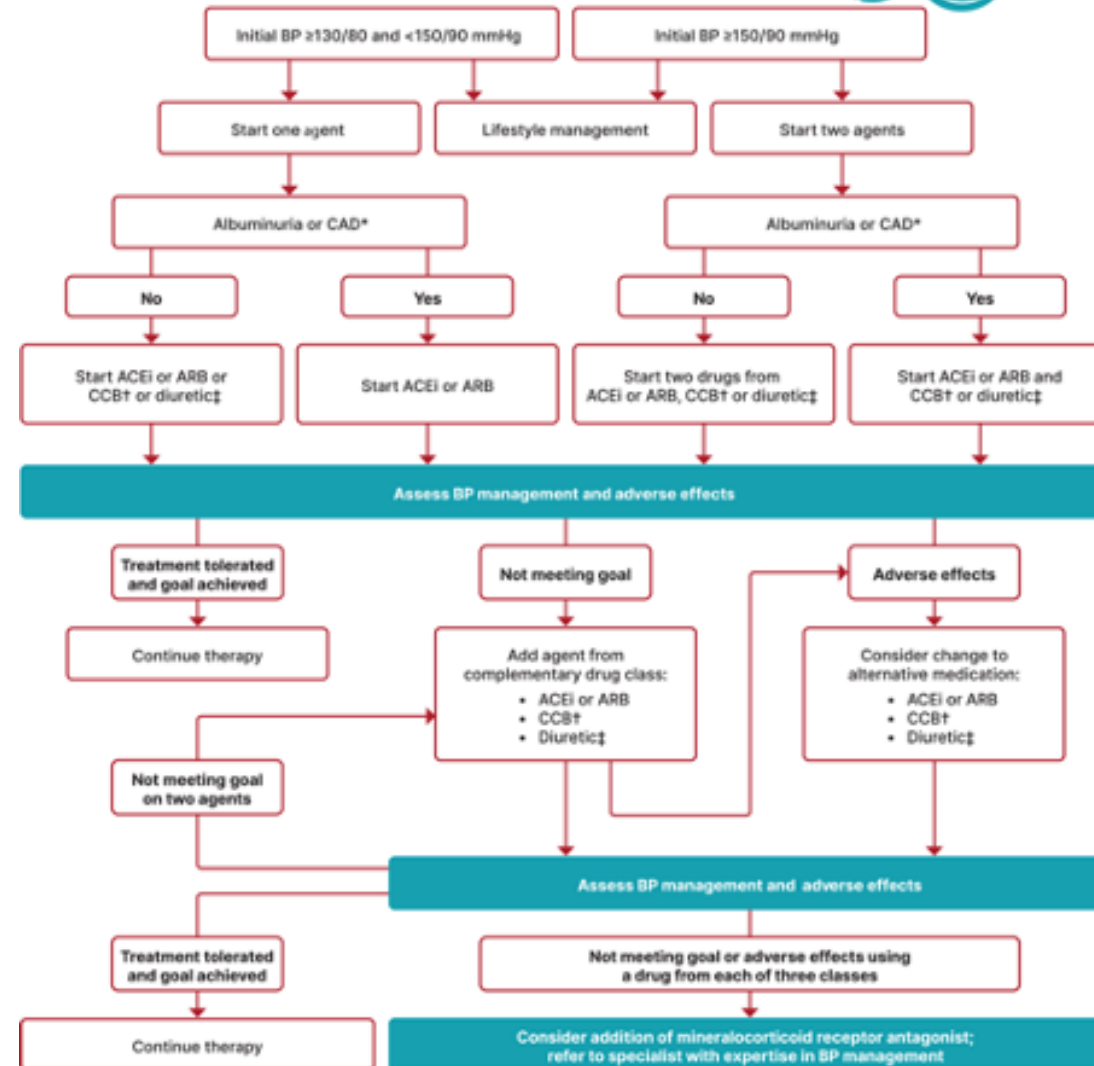 Initial BP ≥130/80 and <150/90 mmHg
Initial BP ≥150/90 mmHg
Start one agent
Lifestyle management
Start two agents
Albuminuria or CAD*
Albuminuria or CAD*
No
Yes
No
Yes
Start ACEi or ARB or
CCB† or diuretic‡
Start ACEi or ARB
Start two drugs from
ACEi or ARB, CCB† or diuretic‡
Start ACEi or ARB and
CCB† or diuretic‡
Assess BP management and adverse effects
Treatment tolerated
and goal achieved
Not meeting goal
Adverse effects
Continue therapy
Add agent from
complementary drug class:
• ACEi or ARB
• CCB†
• Diuretic‡
Consider change to
alternative medication:
• ACEi or ARB
• CCB†
• Diuretic‡
Not meeting goal
on two agents
Assess BP management and adverse effects
Treatment tolerated
and goal achieved
Not meeting goal or adverse effects using
a drug from each of three classes
Continue therapy
Consider addition of mineralocorticoid receptor antagonist;
refer to specialist with expertise in BP management